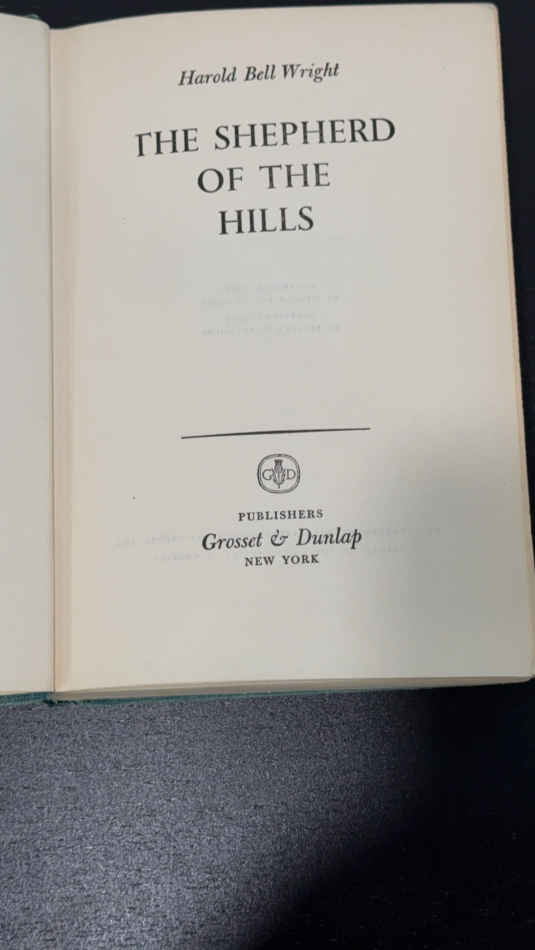 Harold Bell Wright
THE SHEPHERD
OF THE
HILLS
G D
PUBLISHERS
Grosset & Dunlap
NEW YORK